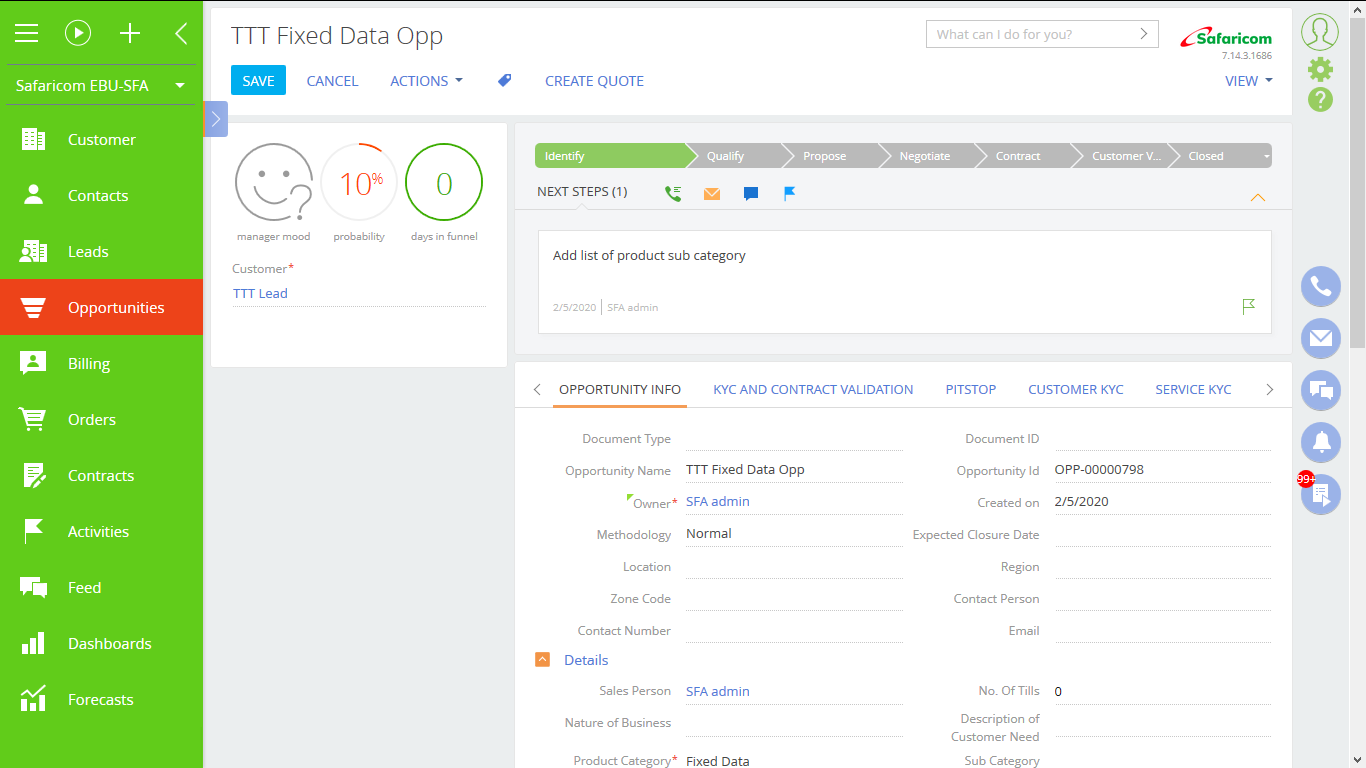 Safaricom EBU-SFA
Customer
Contacts
Leads
Opportunities
Billing
Orders
Contracts
Activities
Feed
Dashboards
Forecasts
TTT Fixed Data Opp
What can I do for you?
Safaricom
7.14.3.1686
SAVE
CANCEL
ACTIONS
CREATE QUOTE
VIEW
10%
0
manager mood
probability
days in funnel
Customer*
TTT Lead
Identify
Qualify
Propose
Negotiate
Contract
Customer V...
Closed
NEXT STEPS (1)
Add list of product sub category
2/5/2020 SFA admin
OPPORTUNITY INFO
KYC AND CONTRACT VALIDATION
PITSTOP
CUSTOMER KYC
SERVICE KYC
Document Type
Document ID
Opportunity Name TTT Fixed Data Opp
Opportunity Id OPP-00000798
Owner* SFA admin
Created on 2/5/2020
Methodology Normal
Expected Closure Date
Location
Region
Zone Code
Contact Person
Contact Number
Email
Details
Sales Person SFA admin
No. Of Tills 0
Nature of Business
Description of
Customer Need
Product Category* Fixed Data
Sub Category
?
99+